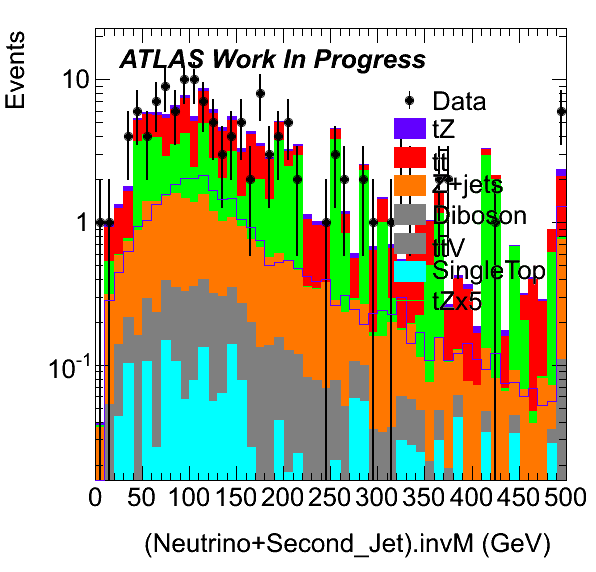 Events
ATLAS Work In Progress
10
1
10⁻¹
Data
tZ
tt̄
Z+jets
Diboson
tt̄V
SingleTop
tZx5
0 50 100 150 200 250 300 350 400 450 500
(Neutrino+Second_Jet).invM (GeV)